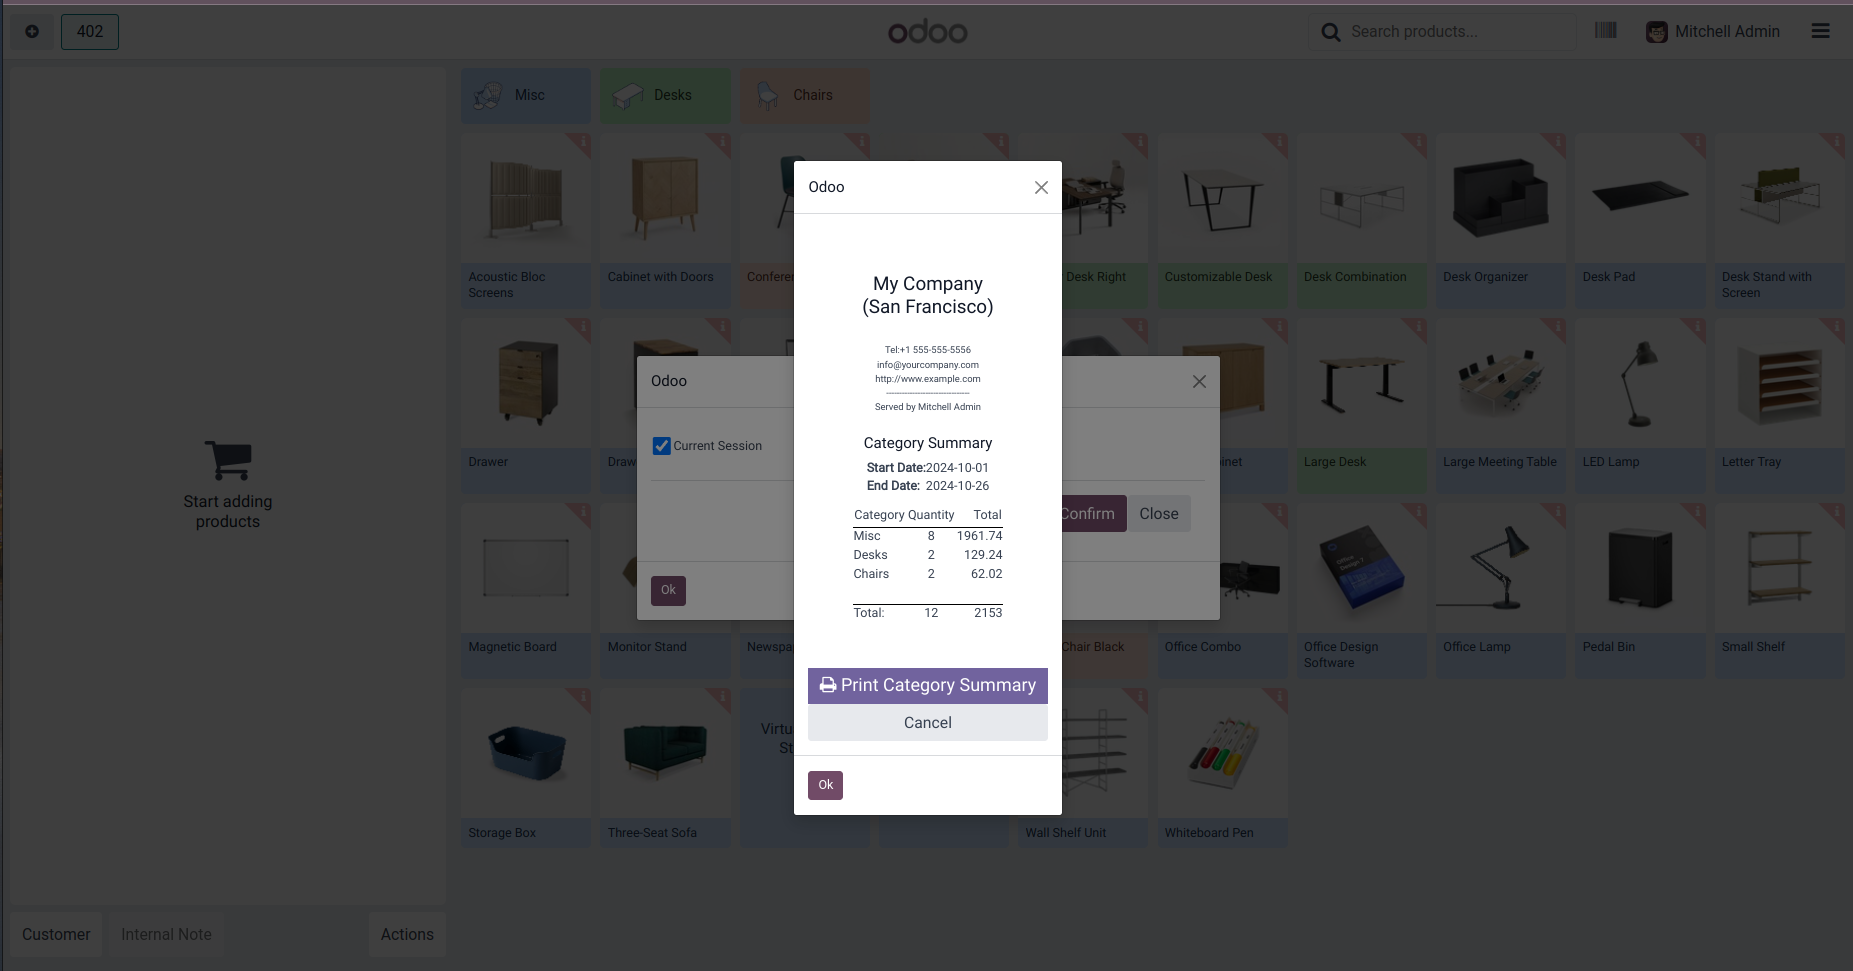 402
odoo
Search products...
Mitchell Admin
Misc
Desks
Chairs
Acoustic Bloc
Screens
Cabinet with Doors
Desk Right
Customizable Desk
Desk Combination
Desk Organizer
Desk Pad
Desk Stand with
Screen
Drawer
Large Desk
Large Meeting Table
LED Lamp
Letter Tray
Start adding
products
Magnetic Board
Monitor Stand
Chair Black
Office Combo
Office Design
Software
Office Lamp
Pedal Bin
Small Shelf
Storage Box
Three-Seat Sofa
Wall Shelf Unit
Whiteboard Pen
Customer
Internal Note
Actions
Odoo
Current Session
Confirm
Close
Ok
Odoo
My Company
(San Francisco)
Tel:+1 555-555-5556
info@yourcompany.com
http://www.example.com
--------------------------------
Served by Mitchell Admin
Category Summary
Start Date:2024-10-01
End Date: 2024-10-26
Category Quantity Total
Misc 8 1961.74
Desks 2 129.24
Chairs 2 62.02
Total: 12 2153
Print Category Summary
Cancel
Ok